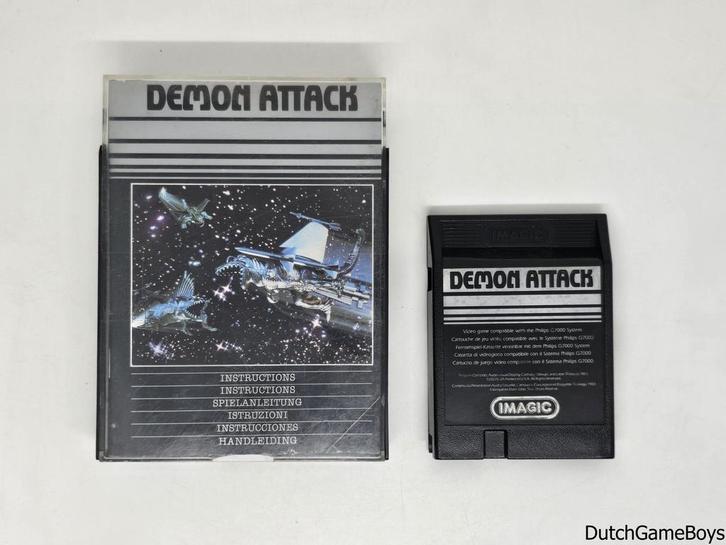 DEMON ATTACK
INSTRUCTIONS
INSTRUCTIONS
SPIELANLEITUNG
ISTRUZIONI
INSTRUCCIONES
HANDLEIDING
IMAGIC
DEMON ATTACK
Video game compatible with the Philips G7000 System
Cartouche de jeu vidéo compatible avec le Système Philips G7000
Fernsehspiel-Kassette vereinbar mit dem Philips G7000 System
Cassetta di videogioco compatibile con il Sistema Philips G7000
Cartucho de juego video compatible con el Sistema Philips G7000
IMAGIC
DutchGameBoys